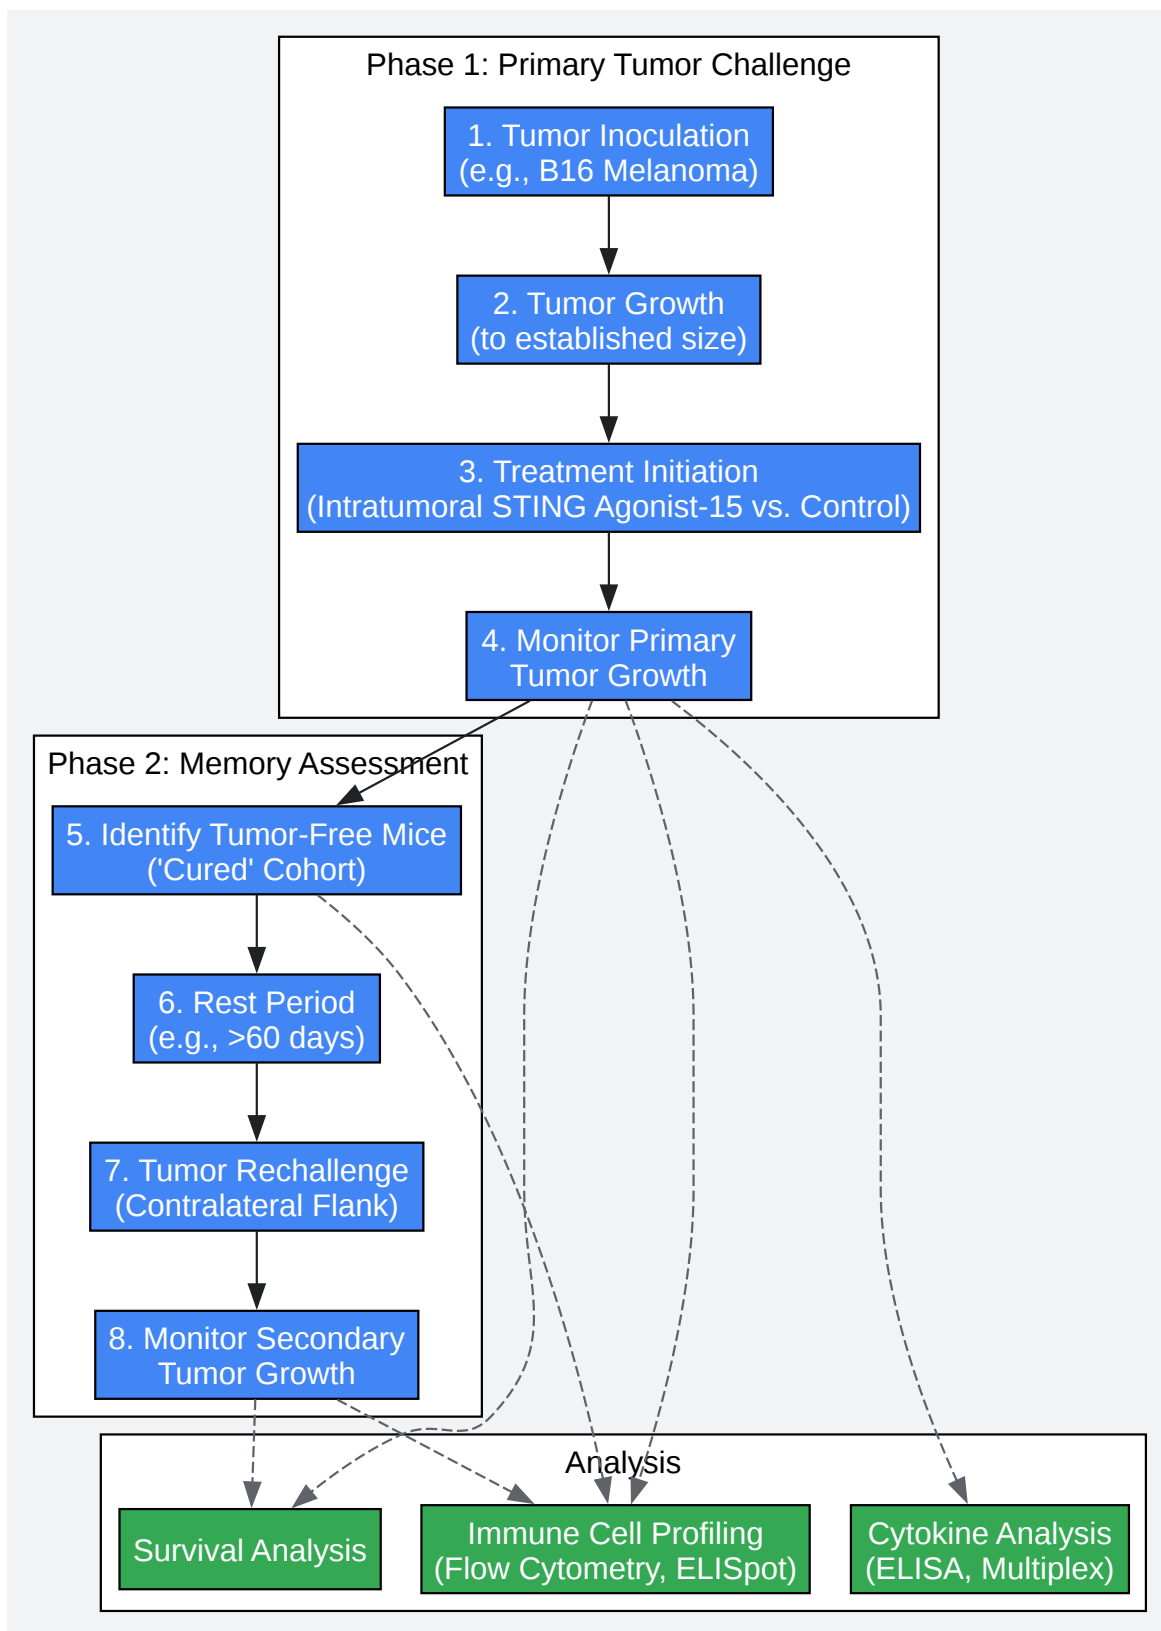 Phase 1: Primary Tumor Challenge
1. Tumor Inoculation
(e.g., B16 Melanoma)
2. Tumor Growth
(to established size)
3. Treatment Initiation
(Intratumoral STING Agonist-15 vs. Control)
4. Monitor Primary
Tumor Growth
Phase 2: Memory Assessment
5. Identify Tumor-Free Mice
('Cured' Cohort)
6. Rest Period
(e.g., >60 days)
7. Tumor Rechallenge
(Contralateral Flank)
8. Monitor Secondary
Tumor Growth
Analysis
Survival Analysis
Immune Cell Profiling
(Flow Cytometry, ELISpot)
Cytokine Analysis
(ELISA, Multiplex)